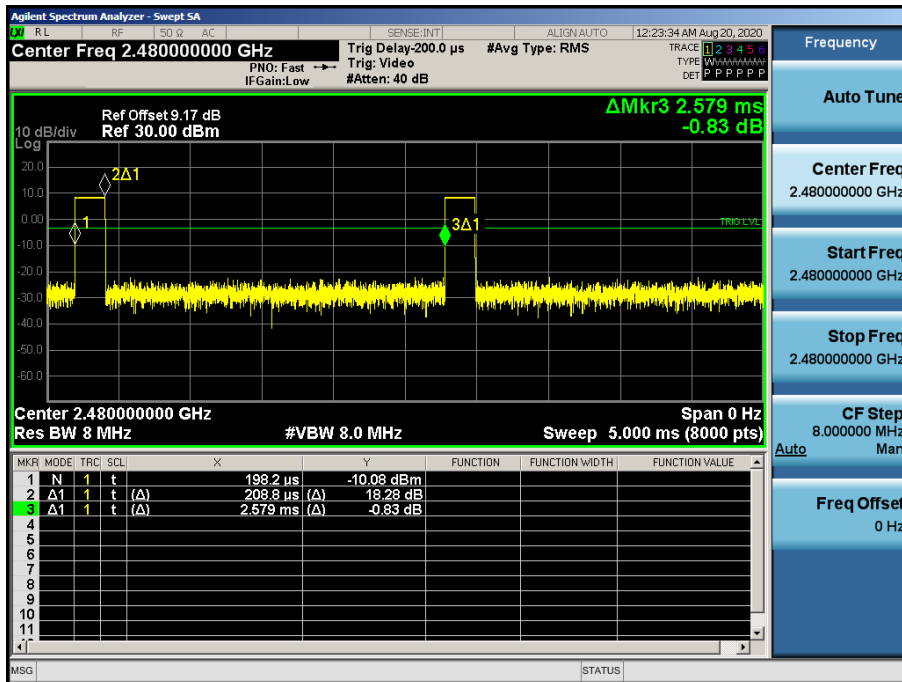 Agilent Spectrum Analyzer - Swept SA
LXI RL RF 50 Ω AC SENSE:INT ALIGN AUTO 12:23:34 AM Aug 20, 2020
Center Freq 2.480000000 GHz
PNO: Fast
IFGain:Low
Trig Delay-200.0 µs
Trig: Video
#Atten: 40 dB
#Avg Type: RMS
TRACE 1 2 3 4 5 6
TYPE
DET P P P P P P
Frequency
ΔMkr3 2.579 ms
-0.83 dB
Ref Offset 9.17 dB
10 dB/div Ref 30.00 dBm
Log
20.0
10.0
0.00
-10.0
-20.0
-30.0
-40.0
-50.0
-60.0
2Δ1
1
3Δ1
TRIG LVL
Center 2.480000000 GHz Span 0 Hz
Res BW 8 MHz #VBW 8.0 MHz Sweep 5.000 ms (8000 pts)
MKR MODE TRC SCL X Y FUNCTION FUNCTION WIDTH FUNCTION VALUE
1 N 1 t 198.2 µs -10.08 dBm
2 Δ1 1 t (Δ) 208.8 µs (Δ) 18.28 dB
3 Δ1 1 t (Δ) 2.579 ms (Δ) -0.83 dB
4
5
6
7
8
9
10
11
MSG STATUS
Auto Tune
Center Freq
2.480000000 GHz
Start Freq
2.480000000 GHz
Stop Freq
2.480000000 GHz
CF Step
8.000000 MHz
Auto Man
Freq Offset
0 Hz